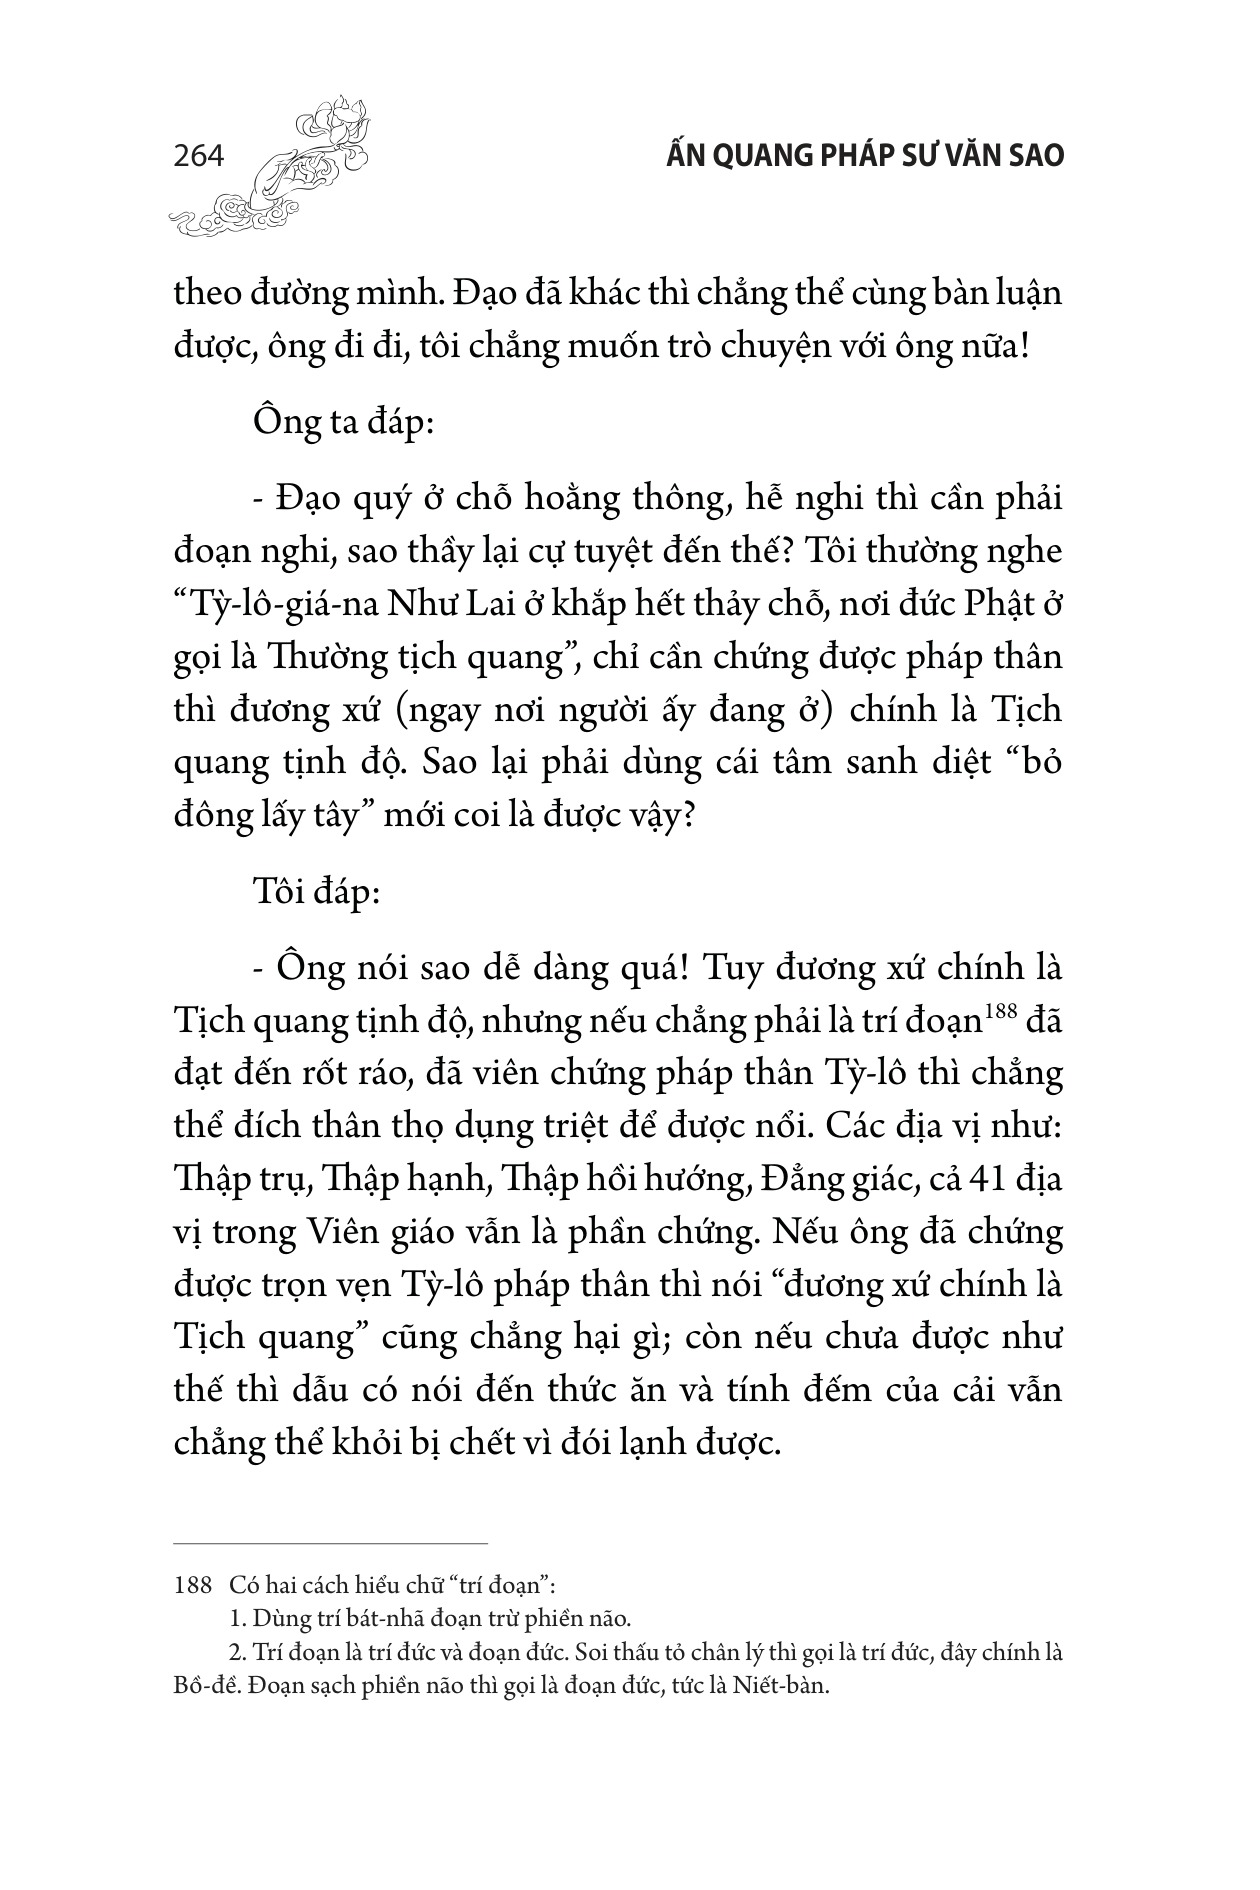 264
ẤN QUANG PHÁP SƯ VĂN SAO
theo đường mình. Đạo đã khác thì chẳng thể cùng bàn luận
được, ông đi đi, tôi chẳng muốn trò chuyện với ông nữa!
Ông ta đáp:
- Đạo quý ở chỗ hoằng thông, hễ nghi thì cần phải
đoạn nghi, sao thầy lại cự tuyệt đến thế? Tôi thường nghe
“Tỳ-lô-giá-na Như Lai ở khắp hết thảy chỗ, nơi đức Phật ở
gọi là Thường tịch quang”, chỉ cần chứng được pháp thân
thì đương xứ (ngay nơi người ấy đang ở) chính là Tịch
quang tịnh độ. Sao lại phải dùng cái tâm sanh diệt “bỏ
đông lấy tây” mới coi là được vậy?
Tôi đáp:
- Ông nói sao dễ dàng quá! Tuy đương xứ chính là
Tịch quang tịnh độ, nhưng nếu chẳng phải là trí đoạn188 đã
đạt đến rốt ráo, đã viên chứng pháp thân Tỳ-lô thì chẳng
thể đích thân thọ dụng triệt để được nổi. Các địa vị như:
Thập trụ, Thập hạnh, Thập hồi hướng, Đẳng giác, cả 41 địa
vị trong Viên giáo vẫn là phần chứng. Nếu ông đã chứng
được trọn vẹn Tỳ-lô pháp thân thì nói “đương xứ chính là
Tịch quang” cũng chẳng hại gì; còn nếu chưa được như
thế thì dẫu có nói đến thức ăn và tính đếm của cải vẫn
chẳng thể khỏi bị chết vì đói lạnh được.
188 Có hai cách hiểu chữ “trí đoạn”:
1. Dùng trí bát-nhã đoạn trừ phiền não.
2. Trí đoạn là trí đức và đoạn đức. Soi thấu tỏ chân lý thì gọi là trí đức, đây chính là
Bồ-đề. Đoạn sạch phiền não thì gọi là đoạn đức, tức là Niết-bàn.